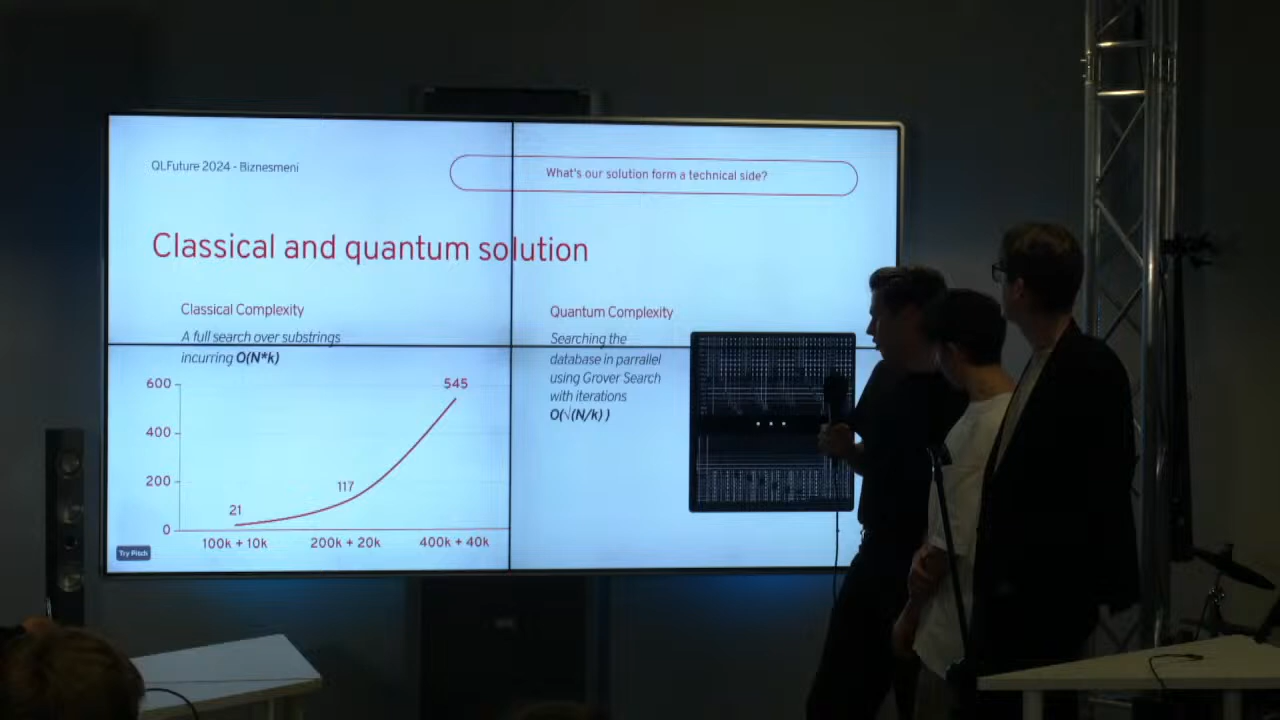 QLFuture 2024 - Biznesmeni
What's our solution form a technical side?
Classical and quantum solution
Classical Complexity
A full search over substrings
incurring O(N*k)
600
400
200
0
21
117
545
100k + 10k
200k + 20k
400k + 40k
Quantum Complexity
Searching the
database in parrallel
using Grover Search
with iterations
O(√(N/k) )
Try Pitch